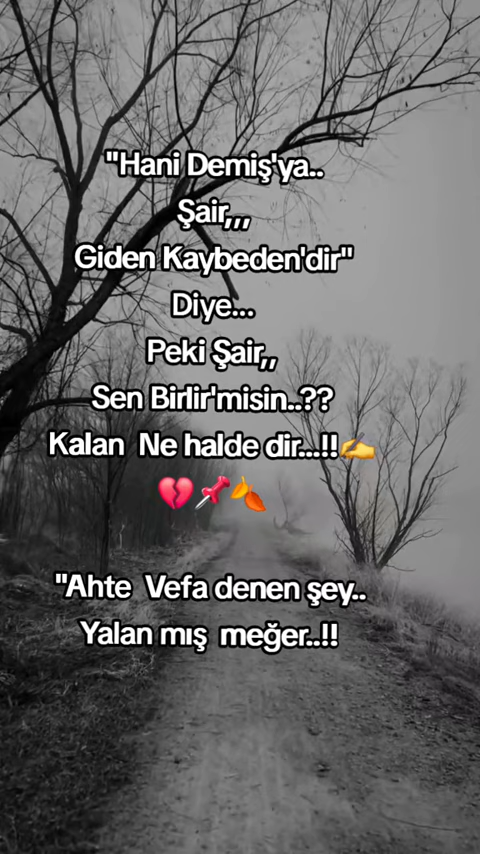 "Hani Demiş'ya..
Şair,,,
Giden Kaybeden'dir"
Diye...
Peki Şair,,
Sen Birlir'misin..??
Kalan Ne halde dir...!!✍️
💔📌🍂
"Ahte Vefa denen şey..
Yalan mış meğer..!!